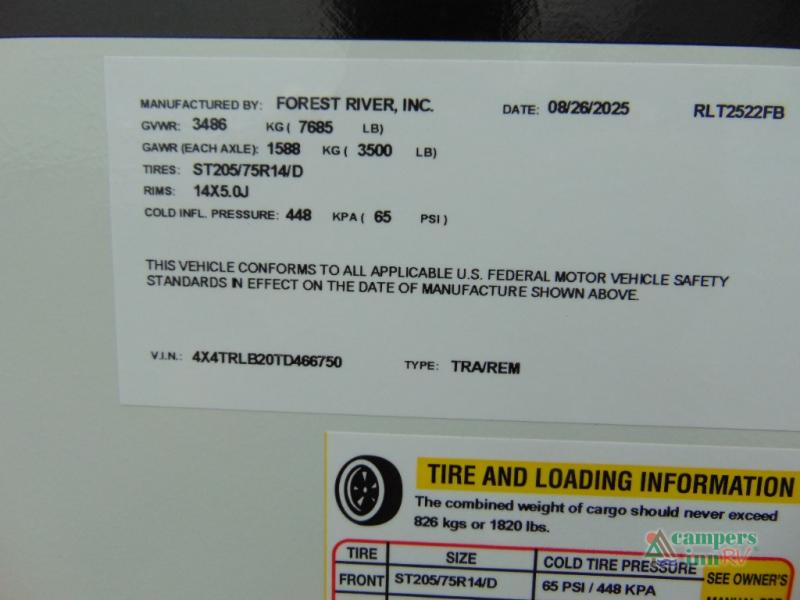 MANUFACTURED BY: FOREST RIVER, INC. DATE: 08/26/2025 RLT2522FB
GVWR: 3486 KG ( 7685 LB)
GAWR (EACH AXLE): 1588 KG ( 3500 LB)
TIRES: ST205/75R14/D
RIMS: 14X5.0J
COLD INFL. PRESSURE: 448 KPA ( 65 PSI )
THIS VEHICLE CONFORMS TO ALL APPLICABLE U.S. FEDERAL MOTOR VEHICLE SAFETY
STANDARDS IN EFFECT ON THE DATE OF MANUFACTURE SHOWN ABOVE.
V.I.N.: 4X4TRLB20TD466750 TYPE: TRA/REM
TIRE AND LOADING INFORMATION
The combined weight of cargo should never exceed
826 kgs or 1820 lbs.
campers
inn RV
TIRE SIZE COLD TIRE PRESSURE SEE OWNER'S
FRONT ST205/75R14/D 65 PSI / 448 KPA MANUAL FOR